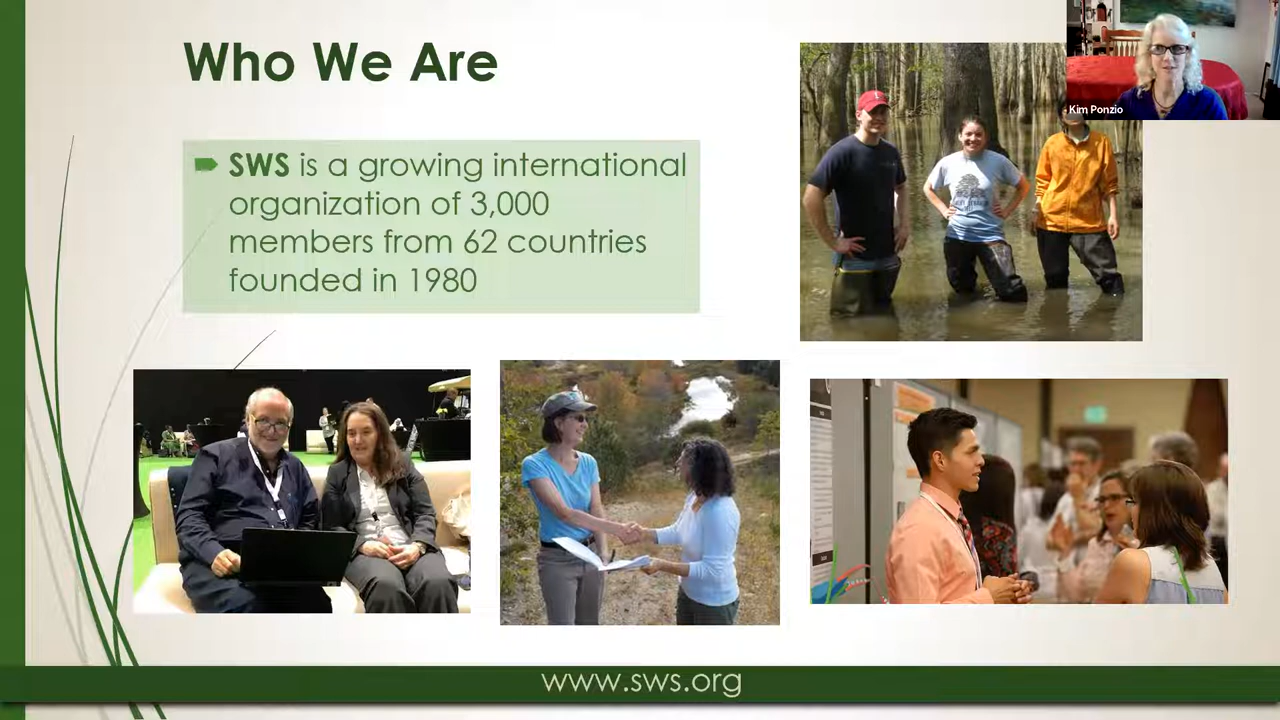 Who We Are
Kim Ponzio
SWS is a growing international
organization of 3,000
members from 62 countries
founded in 1980
www.sws.org